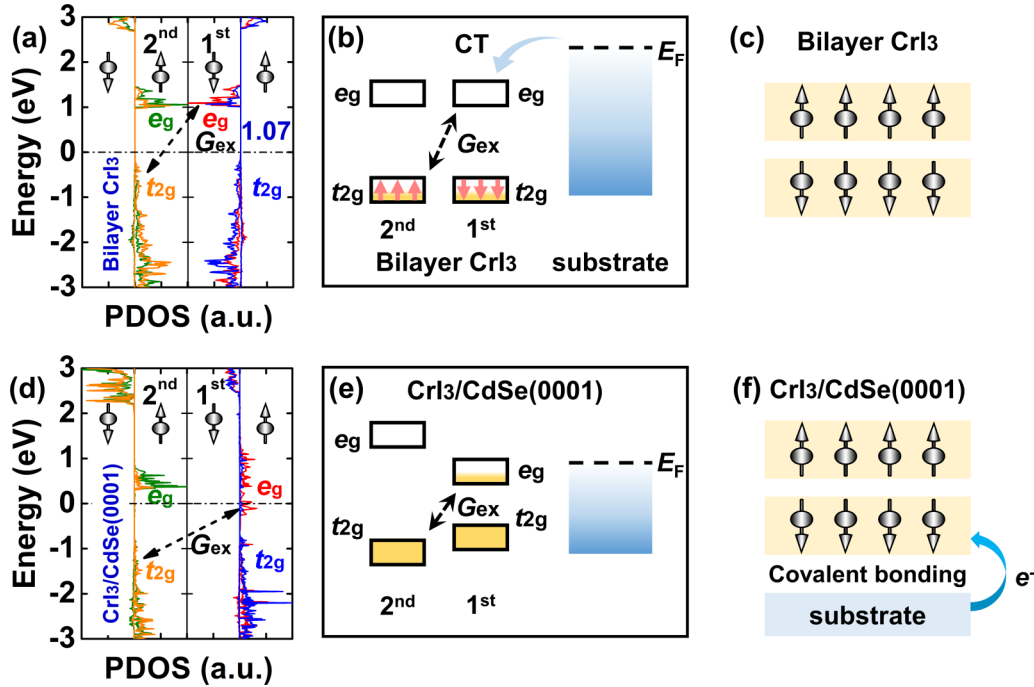 (a)
3
2
1
0
-1
-2
-3
Energy (eV)
2nd
1st
eg
eg
Gex
1.07
t2g
t2g
Bilayer CrI3
PDOS (a.u.)
(b)
CT
EF
eg
eg
Gex
t2g
t2g
2nd
1st
Bilayer CrI3
substrate
(c)
Bilayer CrI3
(d)
3
2
1
0
-1
-2
-3
Energy (eV)
2nd
1st
eg
eg
Gex
t2g
t2g
CrI3/CdSe(0001)
PDOS (a.u.)
(e)
CrI3/CdSe(0001)
eg
EF
eg
t2g
Gex
t2g
2nd
1st
(f)
CrI3/CdSe(0001)
Covalent bonding
e-
substrate